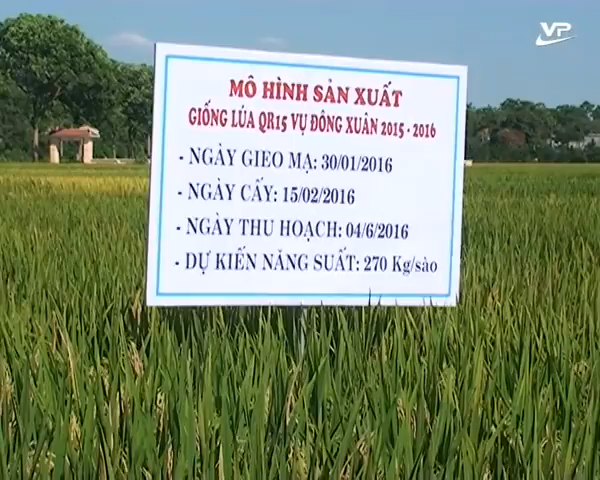 VP
MÔ HÌNH SẢN XUẤT
GIỐNG LÚA QR15 VỤ ĐÔNG XUÂN 2015 - 2016
- NGÀY GIEO MẠ: 30/01/2016
- NGÀY CẤY: 15/02/2016
- NGÀY THU HOẠCH: 04/6/2016
- DỰ KIẾN NĂNG SUẤT: 270 Kg/sào